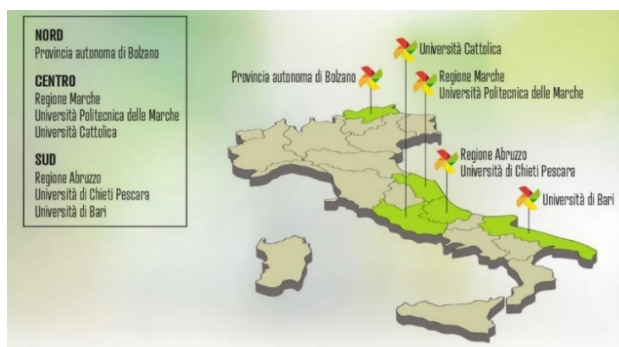 NORD
Provincia autonoma di Bolzano
CENTRO
Regione Marche
Università Politecnica delle Marche
Università Cattolica
SUD
Regione Abruzzo
Università di Chieti Pescara
Università di Bari
Università Cattolica
Provincia autonoma di Bolzano
Regione Marche
Università Politecnica delle Marche
Regione Abruzzo
Università di Chieti Pescara
Università di Bari